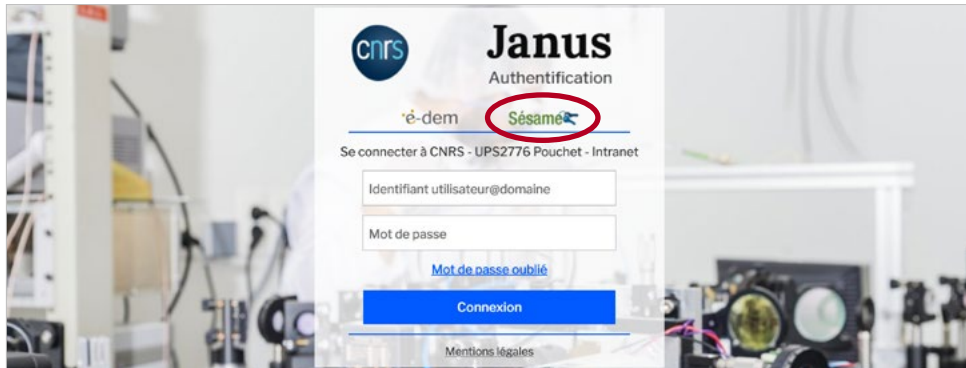 cnrs
Janus
Authentification
é-dem
Sésame
Se connecter à CNRS - UPS2776 Pouchet - Intranet
Identifiant utilisateur@domaine
Mot de passe
Mot de passe oublié
Connexion
Mentions légales